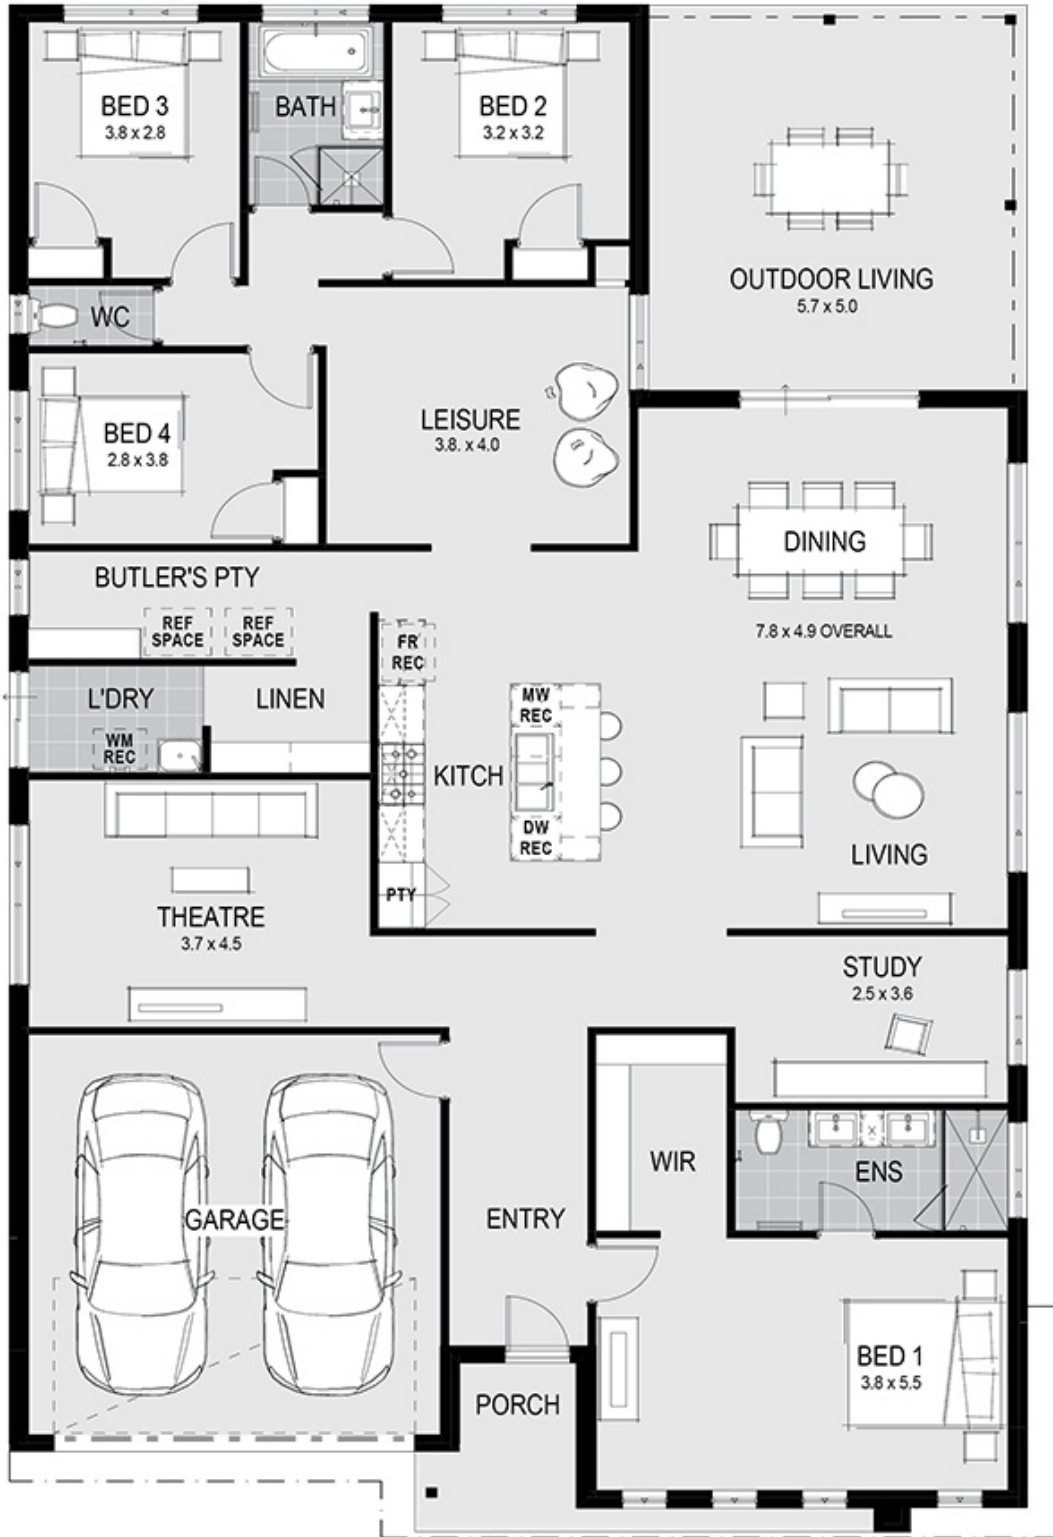 BED 3
3.8 x 2.8
BATH
BED 2
3.2 x 3.2
OUTDOOR LIVING
5.7 x 5.0
WC
LEISURE
3.8. x 4.0
BED 4
2.8 x 3.8
DINING
7.8 x 4.9 OVERALL
BUTLER'S PTY
REF
SPACE
REF
SPACE
FR
REC
L'DRY
WM
REC
LINEN
MW
REC
KITCH
DW
REC
PTY
LIVING
THEATRE
3.7 x 4.5
STUDY
2.5 x 3.6
WIR
ENS
GARAGE
ENTRY
BED 1
3.8 x 5.5
PORCH